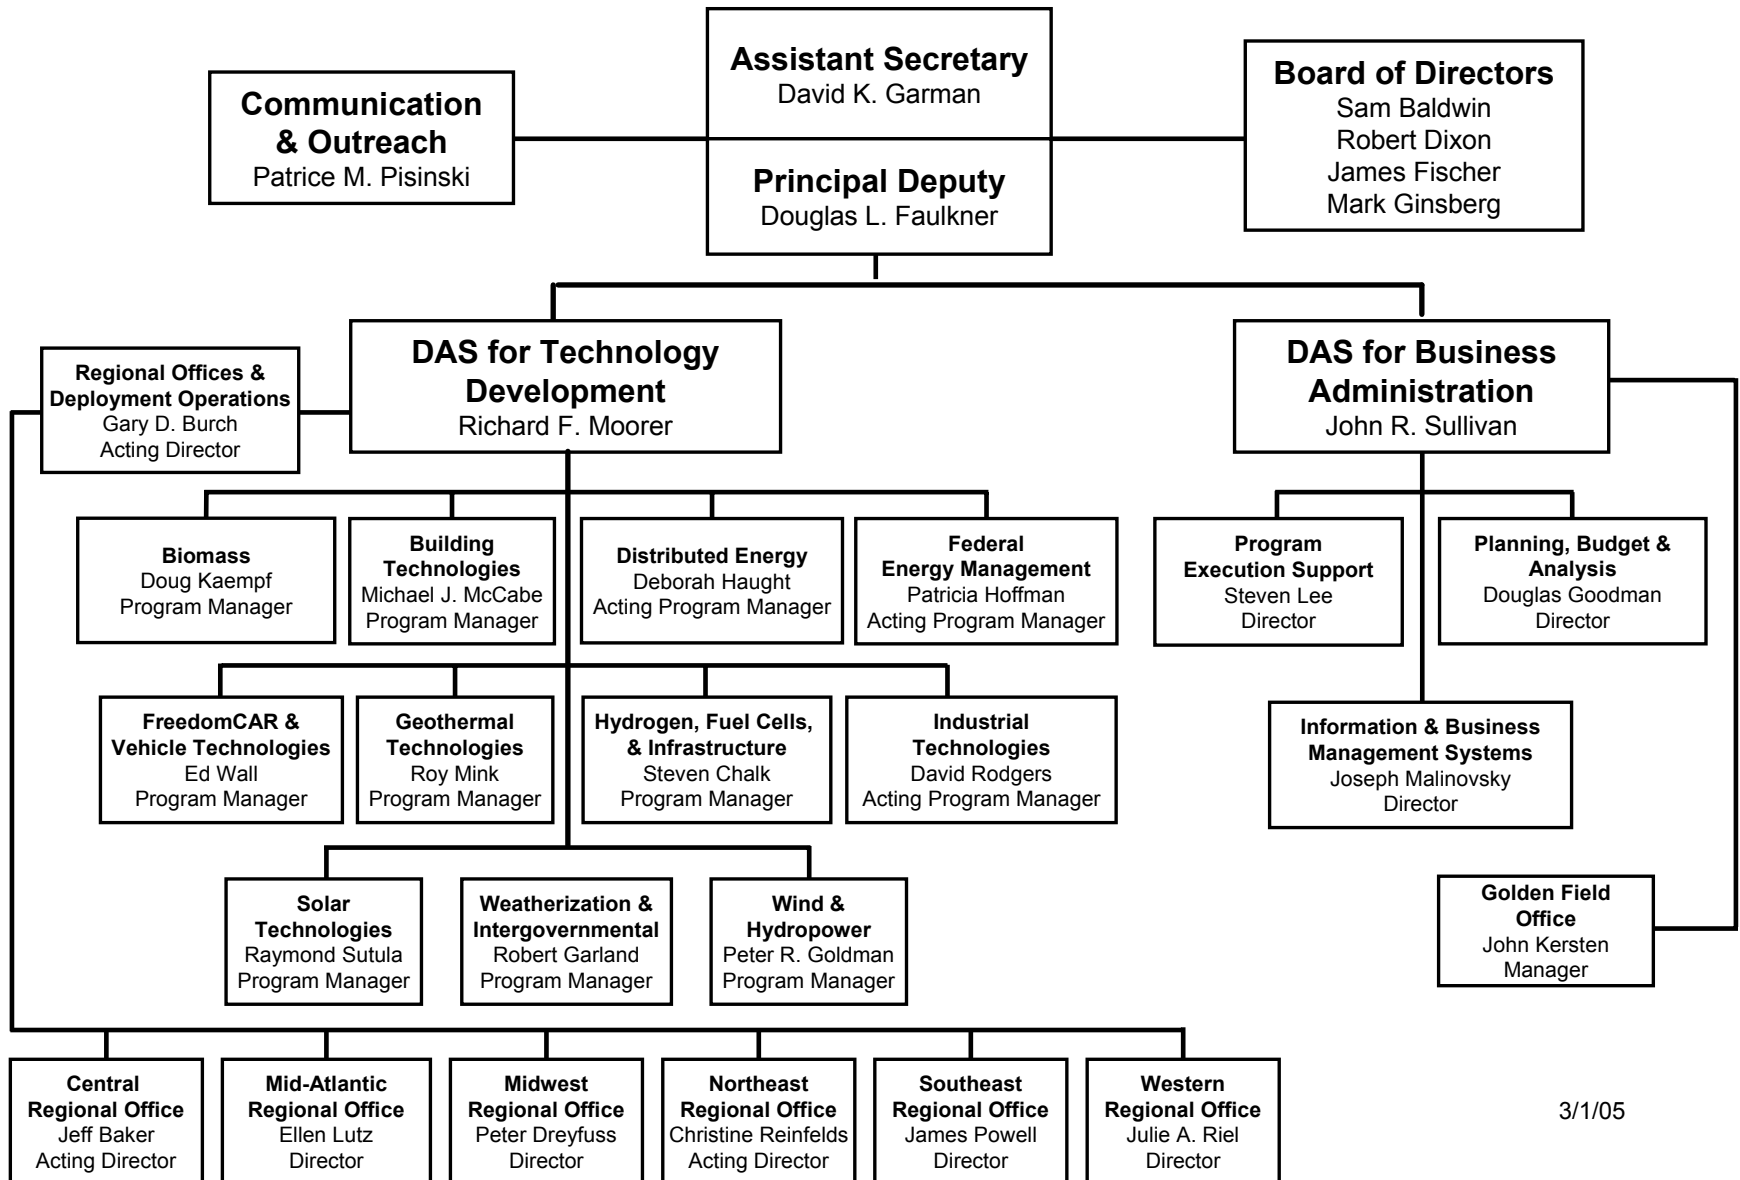 Assistant Secretary
David K. Garman
Principal Deputy
Douglas L. Faulkner
Communication
& Outreach
Patrice M. Pisinski
Board of Directors
Sam Baldwin
Robert Dixon
James Fischer
Mark Ginsberg
Regional Offices &
Deployment Operations
Gary D. Burch
Acting Director
DAS for Technology
Development
Richard F. Moorer
DAS for Business
Administration
John R. Sullivan
Biomass
Doug Kaempf
Program Manager
Building
Technologies
Michael J. McCabe
Program Manager
Distributed Energy
Deborah Haught
Acting Program Manager
Federal
Energy Management
Patricia Hoffman
Acting Program Manager
Program
Execution Support
Steven Lee
Director
Planning, Budget &
Analysis
Douglas Goodman
Director
FreedomCAR &
Vehicle Technologies
Ed Wall
Program Manager
Geothermal
Technologies
Roy Mink
Program Manager
Hydrogen, Fuel Cells,
& Infrastructure
Steven Chalk
Program Manager
Industrial
Technologies
David Rodgers
Acting Program Manager
Information & Business
Management Systems
Joseph Malinovsky
Director
Solar
Technologies
Raymond Sutula
Program Manager
Weatherization &
Intergovernmental
Robert Garland
Program Manager
Wind &
Hydropower
Peter R. Goldman
Program Manager
Golden Field
Office
John Kersten
Manager
Central
Regional Office
Jeff Baker
Acting Director
Mid-Atlantic
Regional Office
Ellen Lutz
Director
Midwest
Regional Office
Peter Dreyfuss
Director
Northeast
Regional Office
Christine Reinfelds
Acting Director
Southeast
Regional Office
James Powell
Director
Western
Regional Office
Julie A. Riel
Director
3/1/05